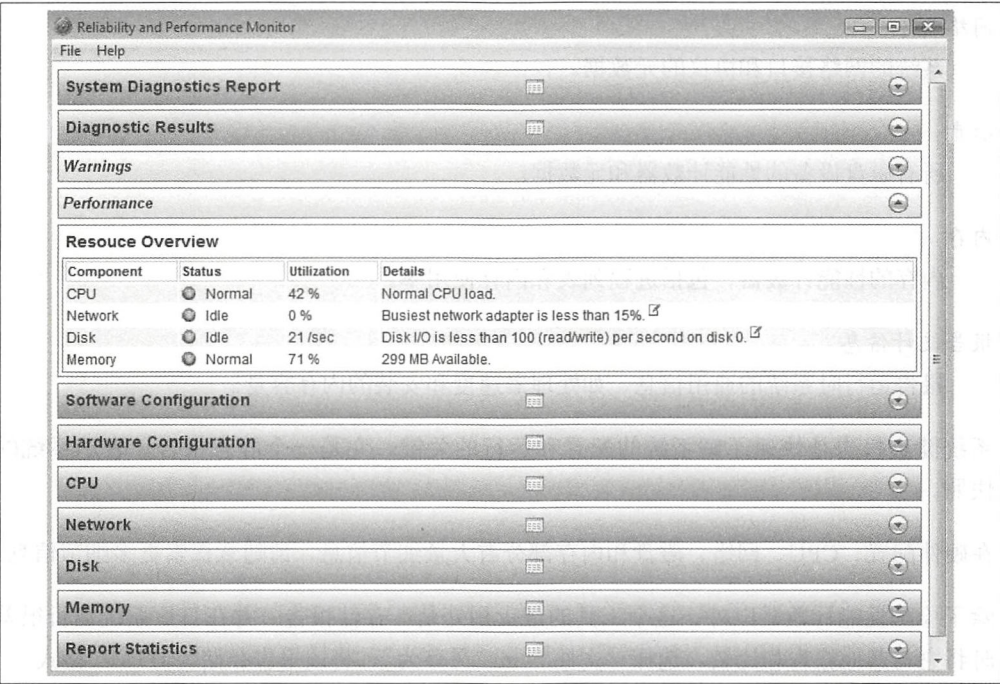 Reliability and Performance Monitor
File Help
System Diagnostics Report
Diagnostic Results
Warnings
Performance
Resouce Overview
Component Status Utilization Details
CPU Normal 42 % Normal CPU load.
Network Idle 0 % Busiest network adapter is less than 15%.
Disk Idle 21 /sec Disk I/O is less than 100 (read/write) per second on disk 0.
Memory Normal 71 % 299 MB Available.
Software Configuration
Hardware Configuration
CPU
Network
Disk
Memory
Report Statistics